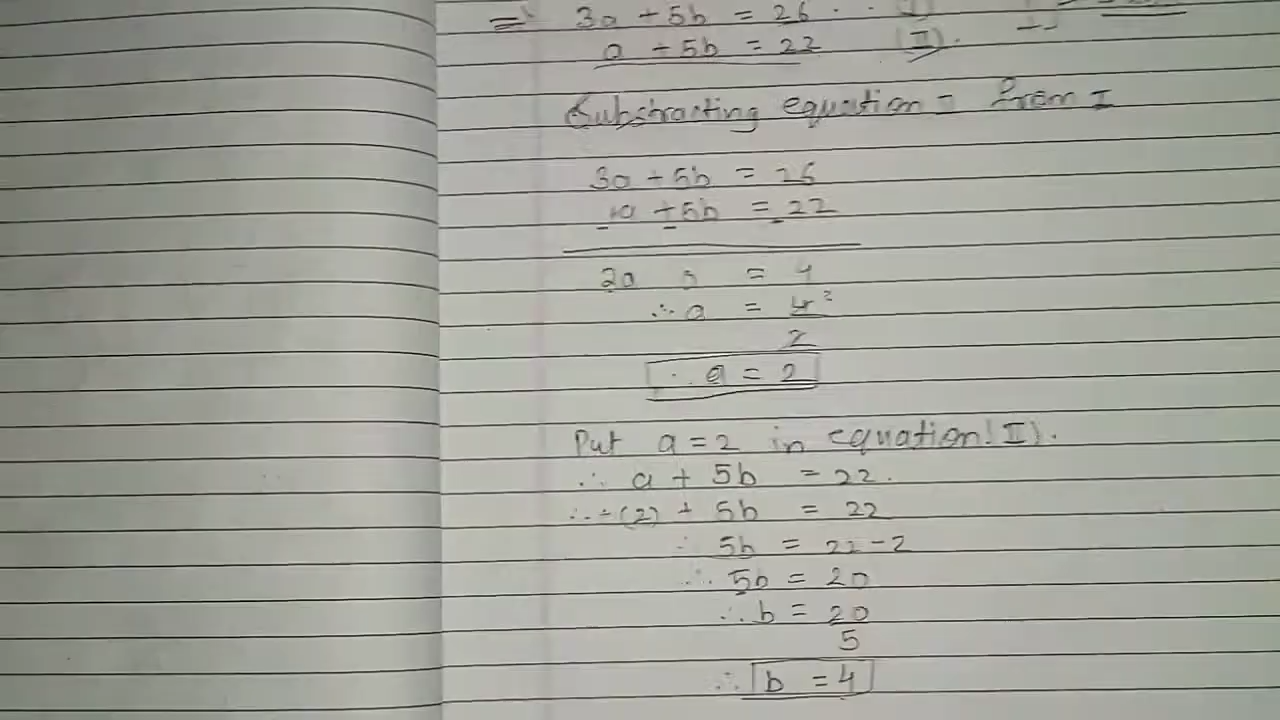 ⇒ 3a + 5b = 26 . . (I)
a + 5b = 22 (II).
Substracting equation = from I
3a + 5b = 26
a + 5b = 22
- - -
2a = 4
∴ a = 4 2
2
∴ a = 2
Put a = 2 in equation (II).
∴ a + 5b = 22.
∴ (2) + 5b = 22
∴ 5b = 22 - 2
∴ 5b = 20
∴ b = 20
5
∴ b = 4